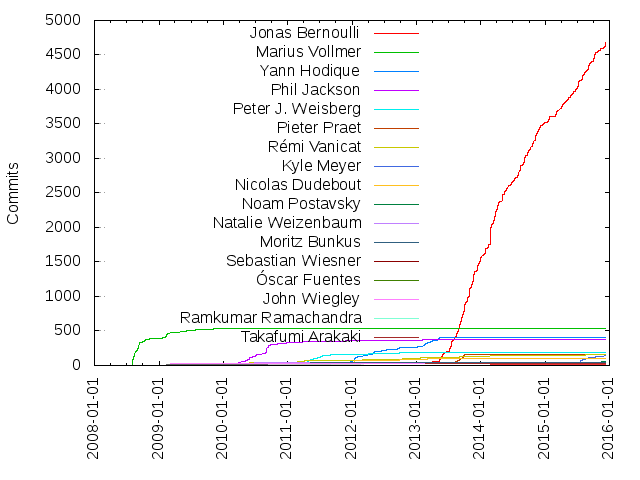 5000
4500
4000
3500
3000
2500
2000
1500
1000
500
0
Commits
Jonas Bernoulli
Marius Vollmer
Yann Hodique
Phil Jackson
Peter J. Weisberg
Pieter Praet
Rémi Vanicat
Kyle Meyer
Nicolas Dudebout
Noam Postavsky
Natalie Weizenbaum
Moritz Bunkus
Sebastian Wiesner
Óscar Fuentes
John Wiegley
Ramkumar Ramachandra
Takafumi Arakaki
2008-01-01
2009-01-01
2010-01-01
2011-01-01
2012-01-01
2013-01-01
2014-01-01
2015-01-01
2016-01-01